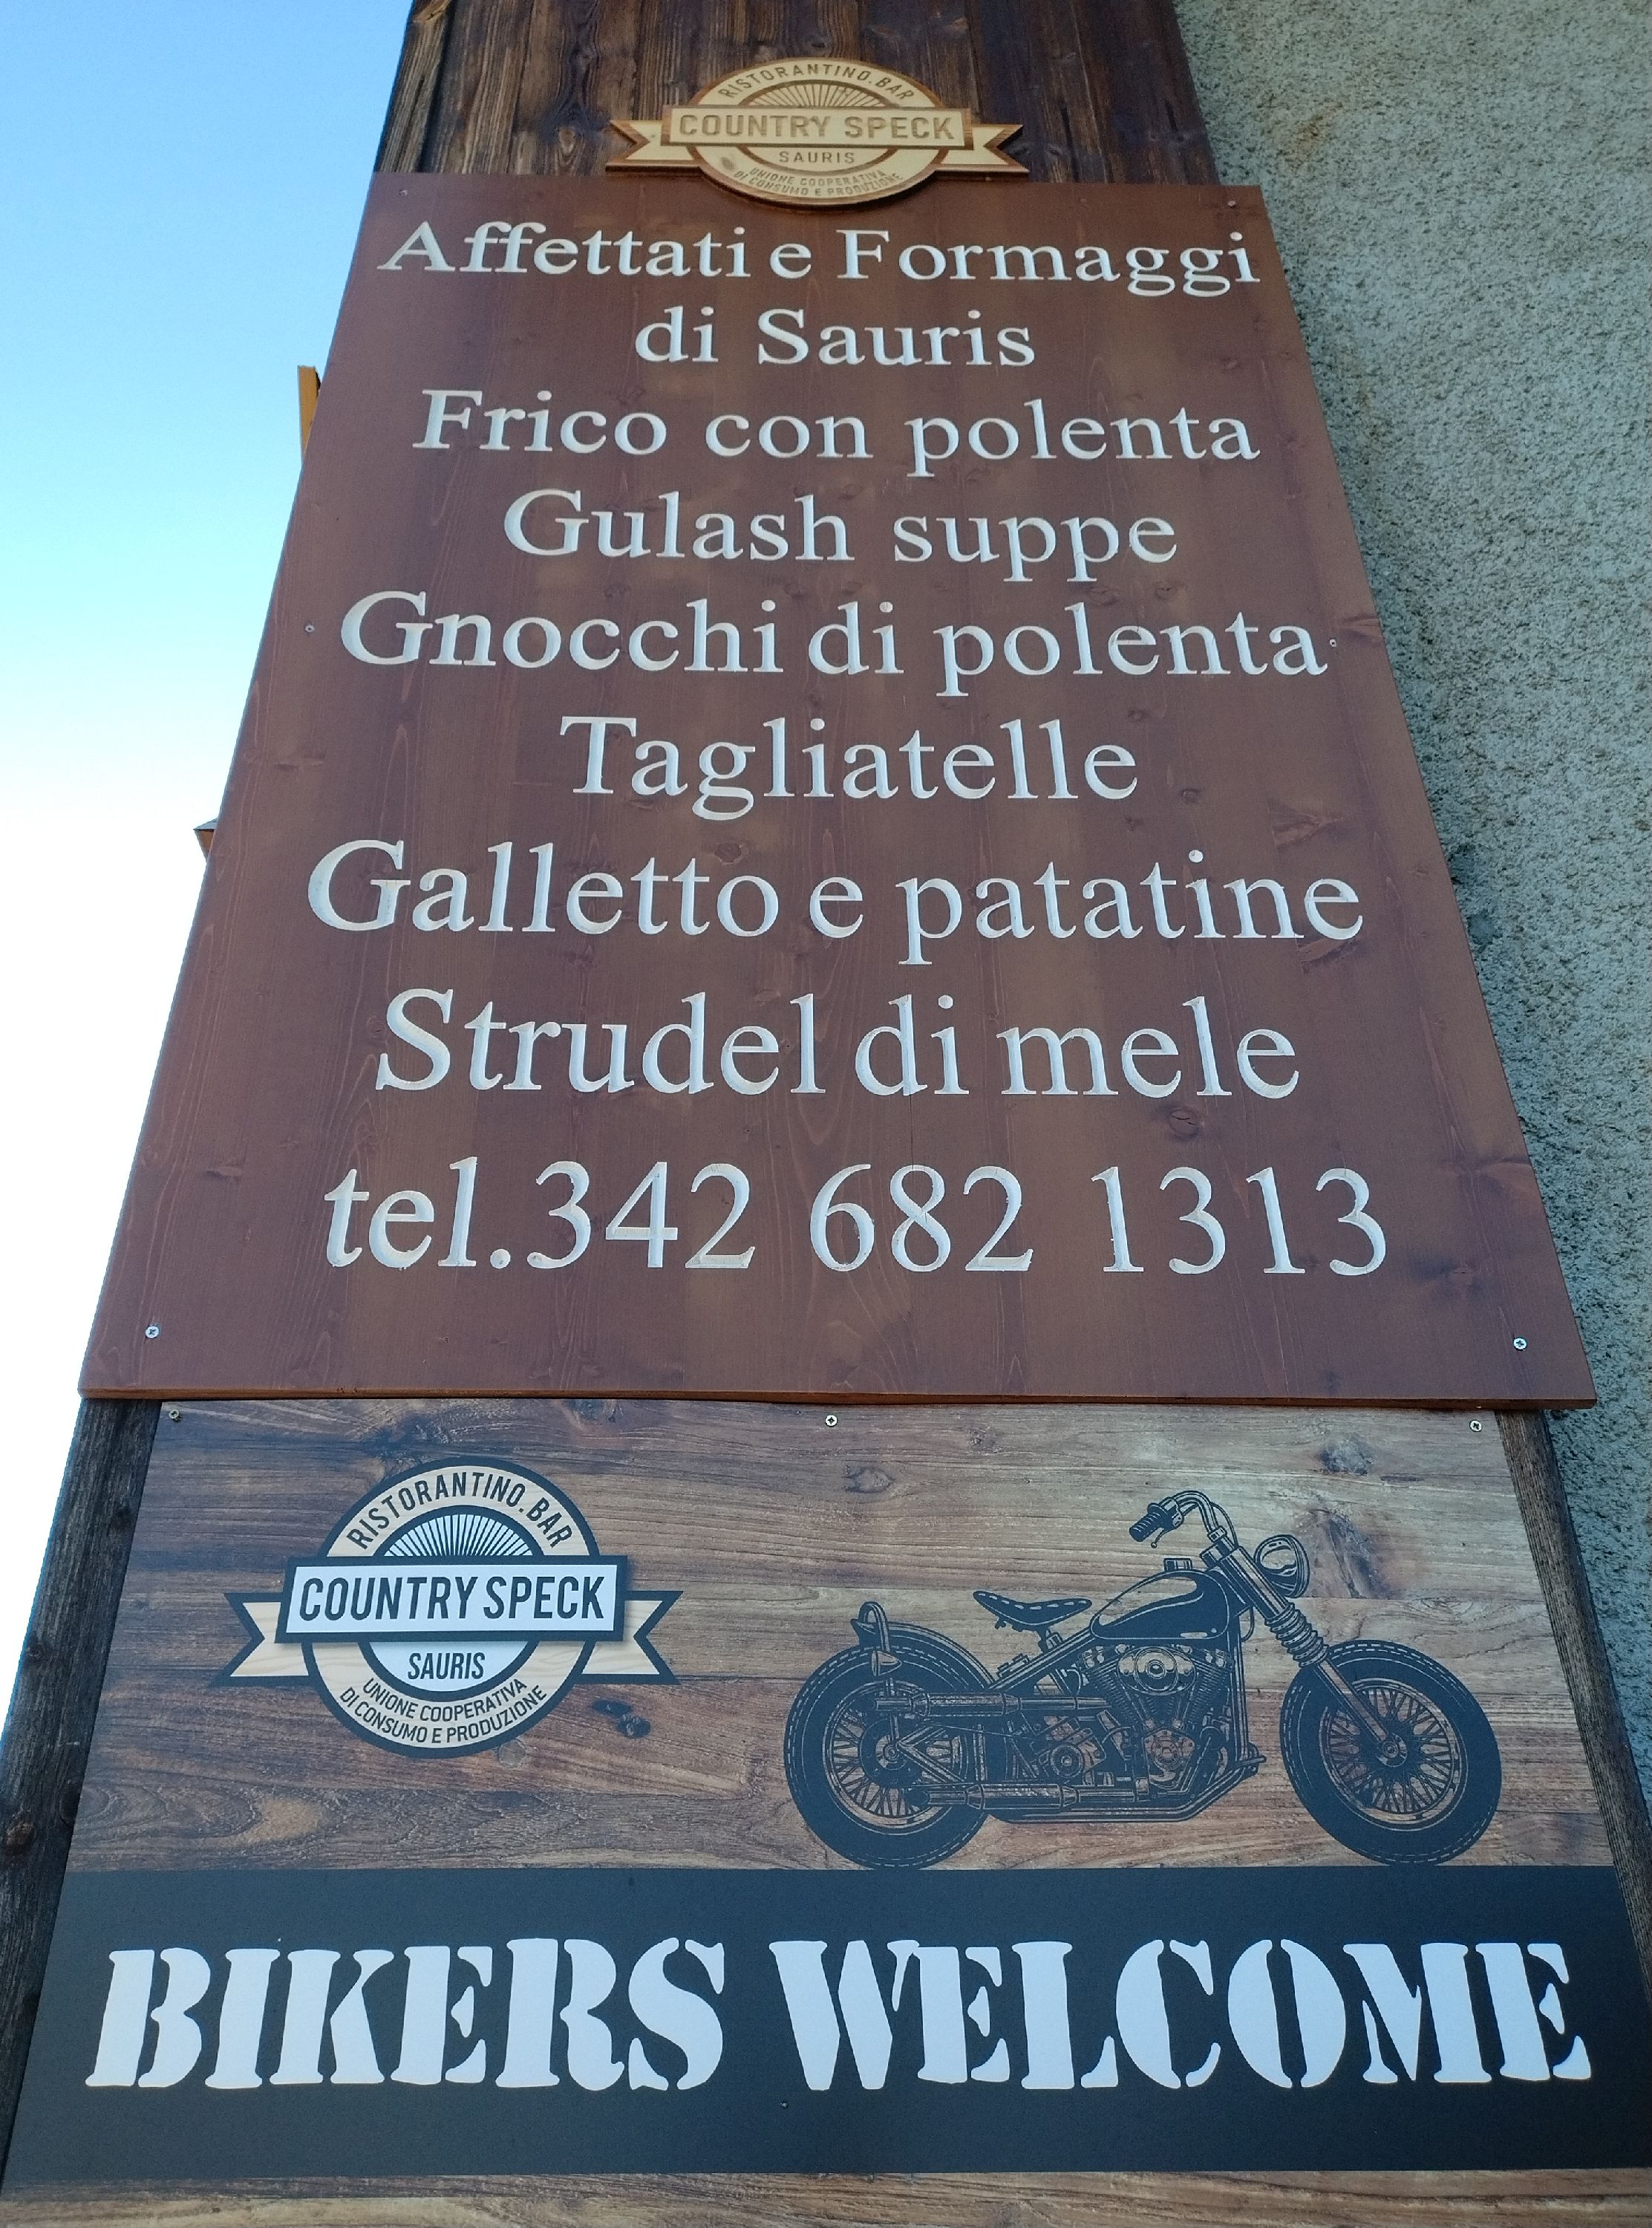 RISTORANTINO.BAR
COUNTRY SPECK
SAURIS
UNIONE COOPERATIVA
DI CONSUMO E PRODUZIONE
Affettati e Formaggi
di Sauris
Frico con polenta
Gulash suppe
Gnocchi di polenta
Tagliatelle
Galletto e patatine
Strudel di mele
tel.342 682 1313
RISTORANTINO.BAR
COUNTRY SPECK
SAURIS
UNIONE COOPERATIVA
DI CONSUMO E PRODUZIONE
BIKERS WELCOME